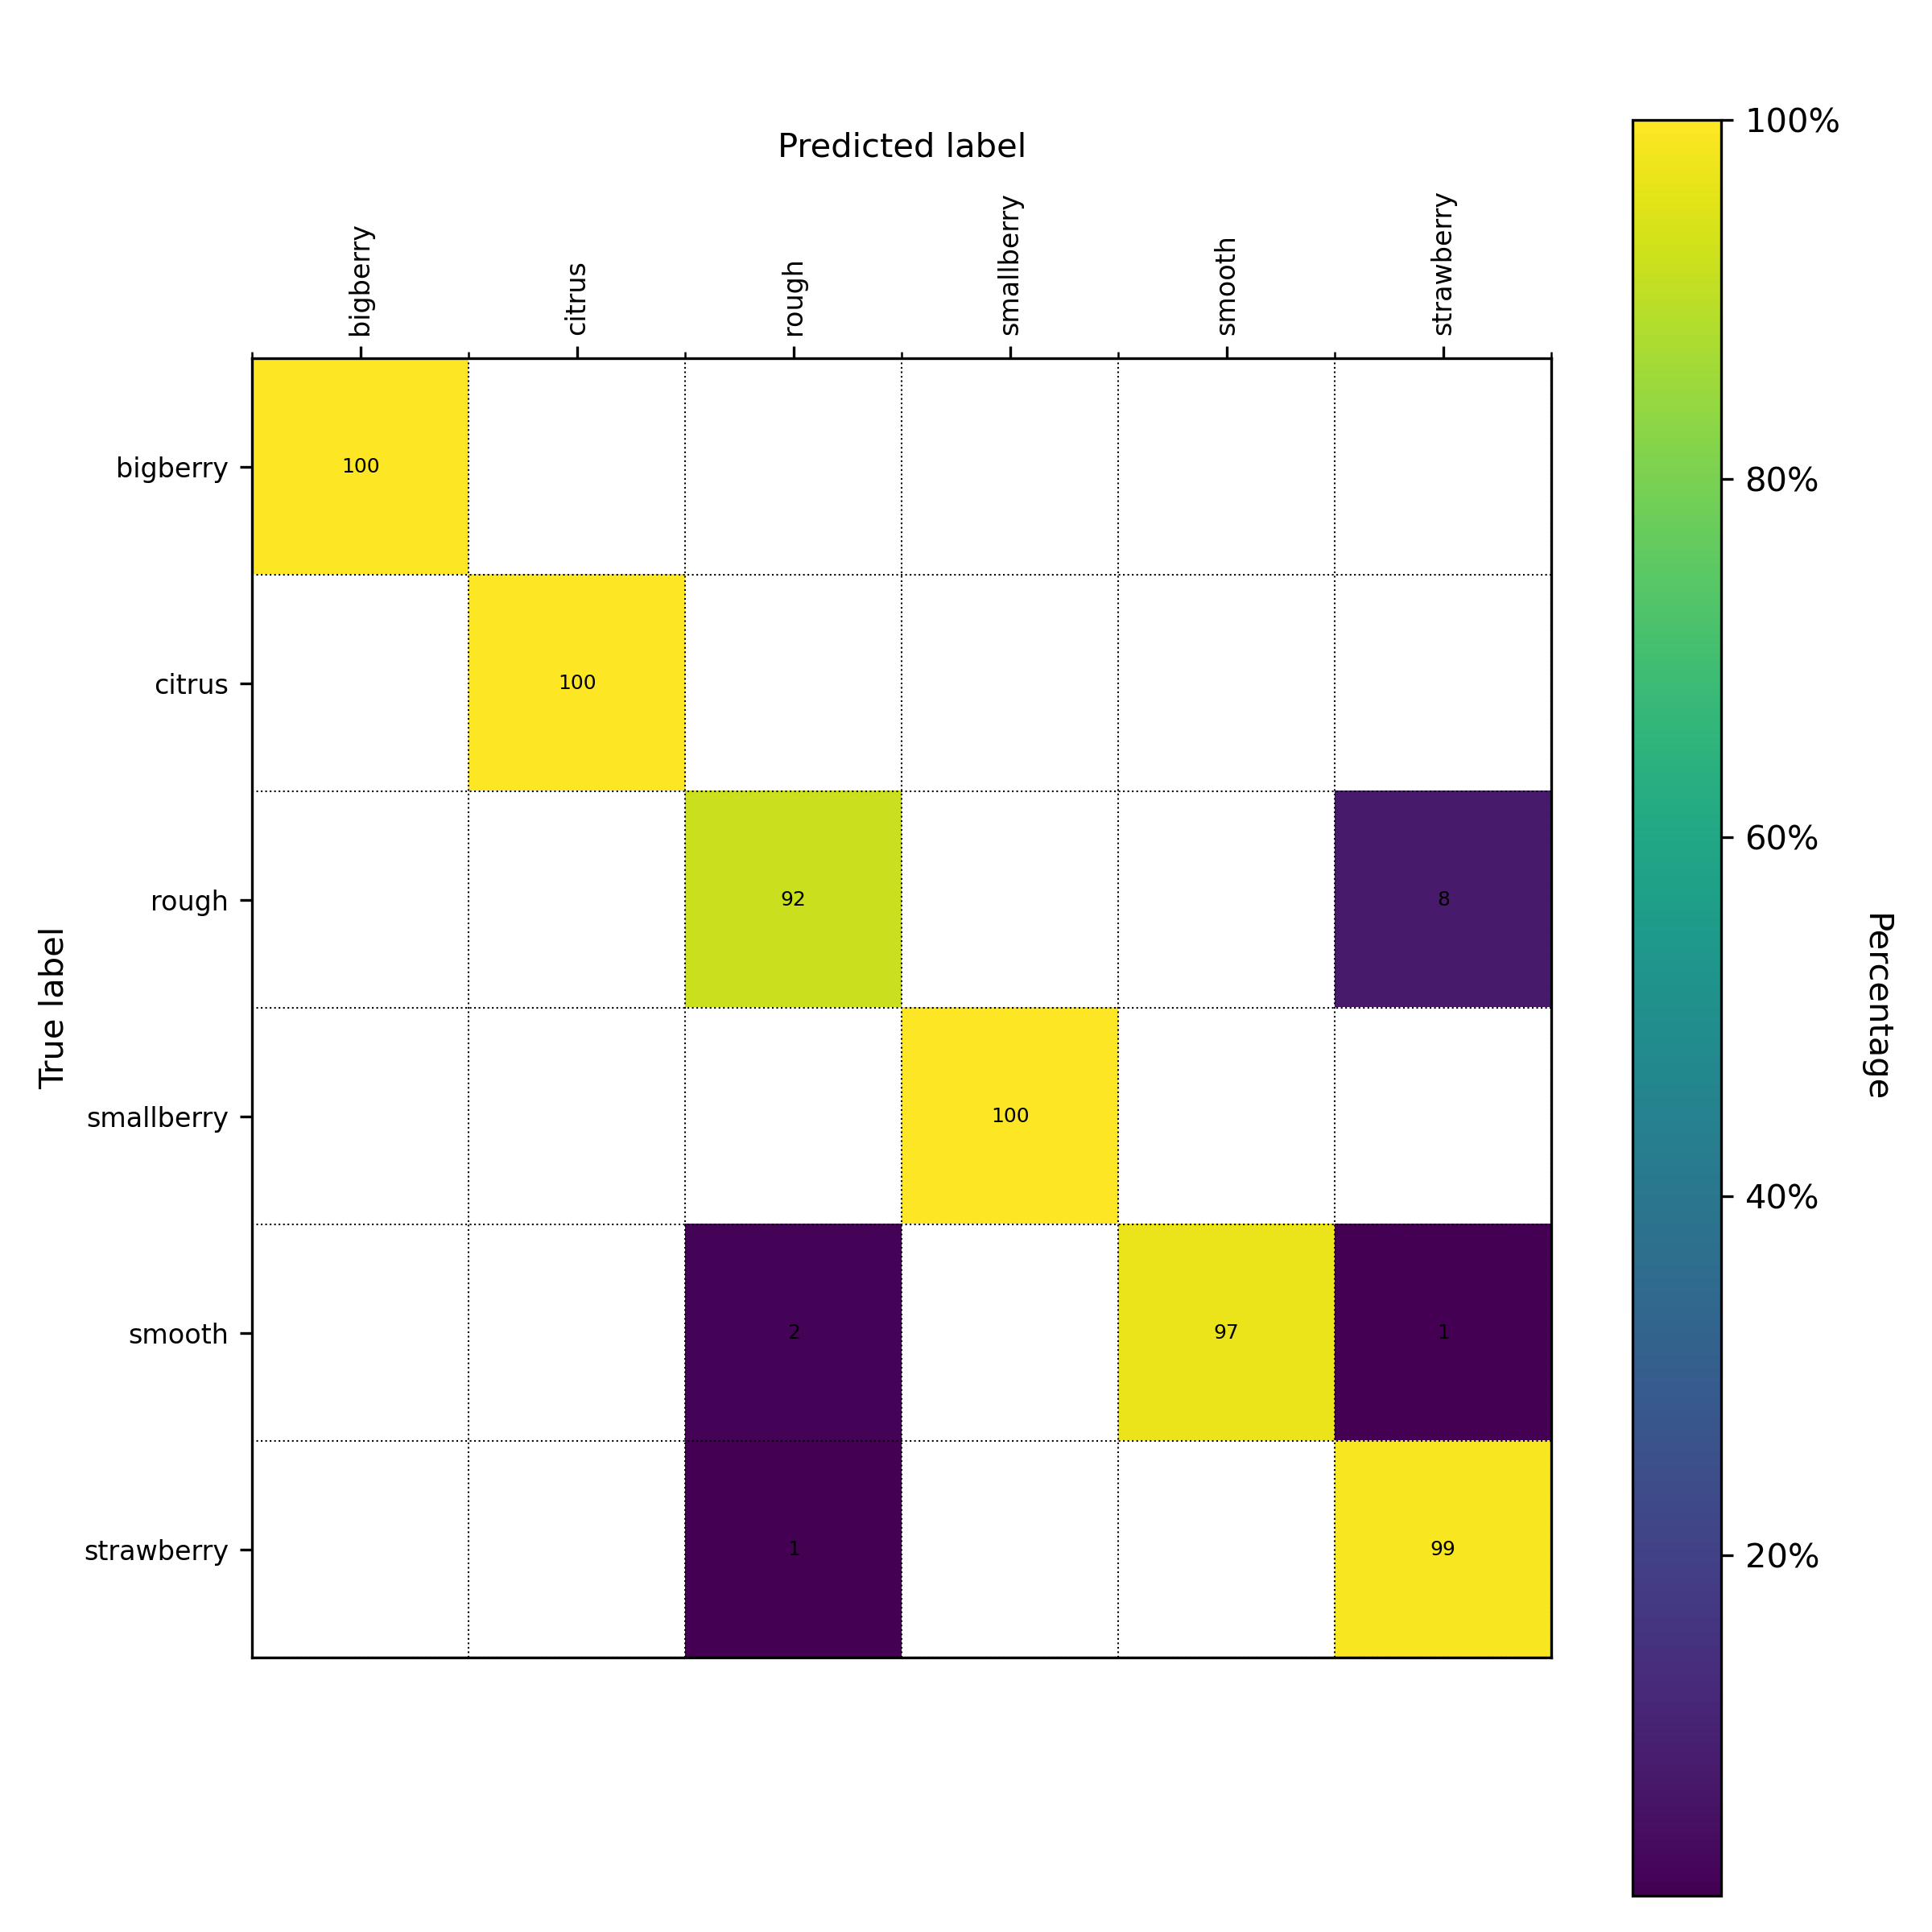 Predicted label
bigberry
citrus
rough
smallberry
smooth
strawberry
True label
bigberry
100
citrus
100
rough
92
8
smallberry
100
smooth
2
97
1
strawberry
1
99
100%
80%
60%
40%
20%
Percentage